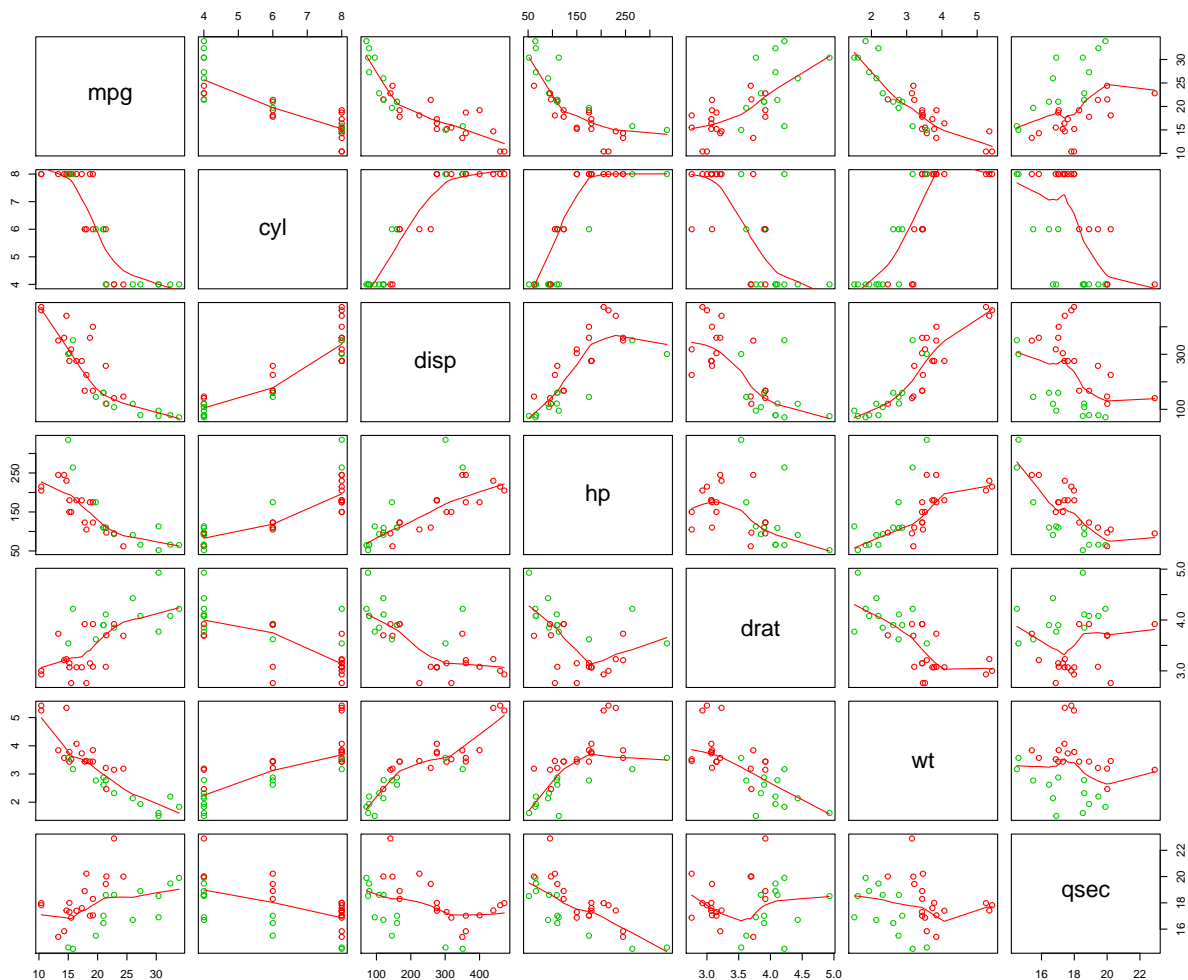 4 5 6 7 8 50 150 250 2 3 4 5
mpg 10 15 20 25 30
4 5 6 7 8 cyl
disp 100 300
50 150 250 hp
drat 3.0 4.0 5.0
2 3 4 5 wt
qsec 16 18 20 22
10 15 20 25 30 100 200 300 400 3.0 3.5 4.0 4.5 5.0 16 18 20 22